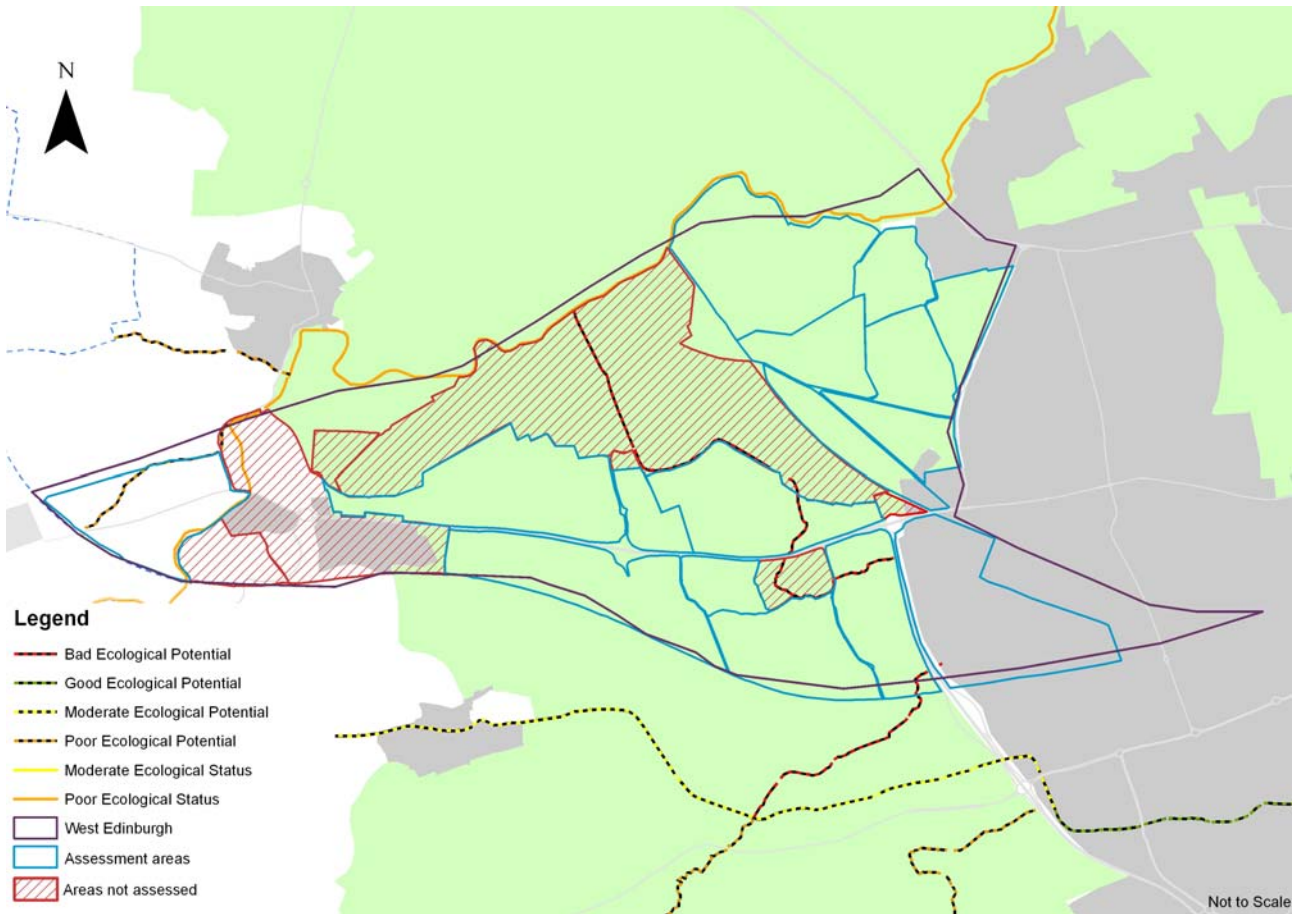 N
Legend
Bad Ecological Potential
Good Ecological Potential
Moderate Ecological Potential
Poor Ecological Potential
Moderate Ecological Status
Poor Ecological Status
West Edinburgh
Assessment areas
Areas not assessed
Not to Scale